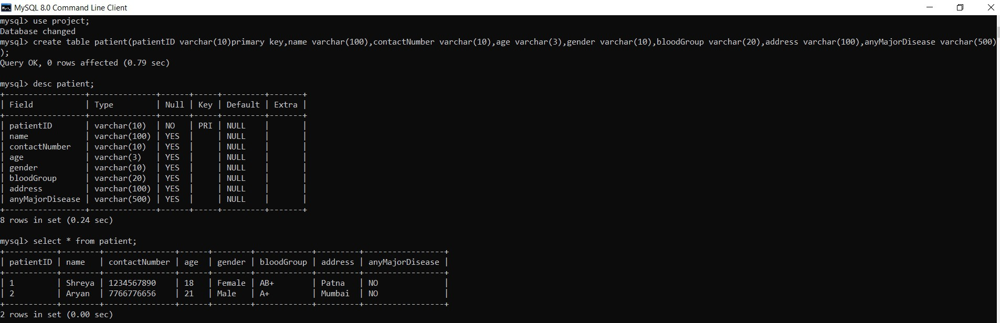 MySQL 8.0 Command Line Client
mysql> use project;
Database changed
mysql> create table patient(patientID varchar(10)primary key,name varchar(100),contactNumber varchar(10),age varchar(3),gender varchar(10),bloodGroup varchar(20),address varchar(100),anyMajorDisease varchar(500)
);
Query OK, 0 rows affected (0.79 sec)

mysql> desc patient;
+-----------------+--------------+------+-----+---------+-------+
| Field           | Type         | Null | Key | Default | Extra |
+-----------------+--------------+------+-----+---------+-------+
| patientID       | varchar(10)  | NO   | PRI | NULL    |       |
| name            | varchar(100) | YES  |     | NULL    |       |
| contactNumber   | varchar(10)  | YES  |     | NULL    |       |
| age             | varchar(3)   | YES  |     | NULL    |       |
| gender          | varchar(10)  | YES  |     | NULL    |       |
| bloodGroup      | varchar(20)  | YES  |     | NULL    |       |
| address         | varchar(100) | YES  |     | NULL    |       |
| anyMajorDisease | varchar(500) | YES  |     | NULL    |       |
+-----------------+--------------+------+-----+---------+-------+
8 rows in set (0.24 sec)

mysql> select * from patient;
+-----------+--------+---------------+------+--------+------------+---------+-----------------+
| patientID | name   | contactNumber | age  | gender | bloodGroup | address | anyMajorDisease |
+-----------+--------+---------------+------+--------+------------+---------+-----------------+
| 1         | Shreya | 1234567890    | 18   | Female | AB+        | Patna   | NO              |
| 2         | Aryan  | 7766776656    | 21   | Male   | A+         | Mumbai  | NO              |
+-----------+--------+---------------+------+--------+------------+---------+-----------------+
2 rows in set (0.00 sec)